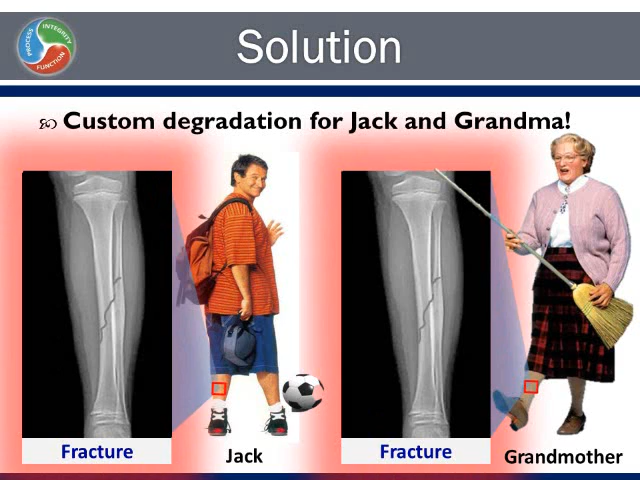 PROCESS
INTEGRITY
FUNCTION
Solution
Custom degradation for Jack and Grandma!
Fracture
Jack
Fracture
Grandmother